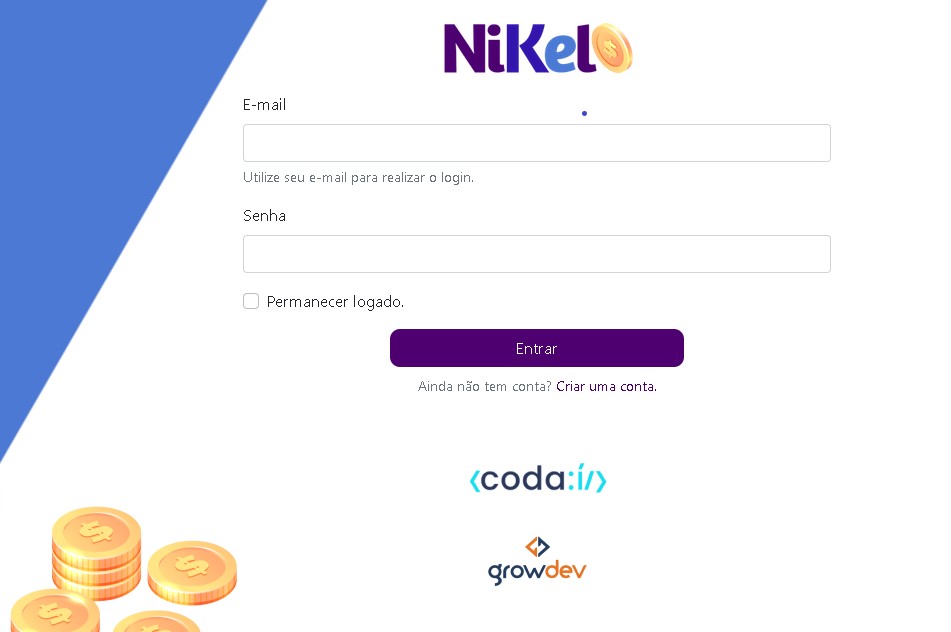 NiKel
E-mail
Utilize seu e-mail para realizar o login.
Senha
Permanecer logado.
Entrar
Ainda não tem conta? Criar uma conta.
<coda:í/>
growdev